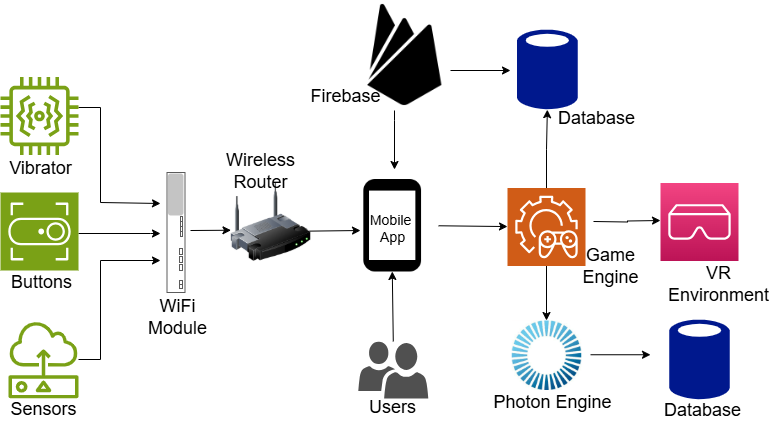 Firebase
Database
Vibrator
Wireless
Router
Mobile
App
Game
Engine
VR
Environment
Buttons
WiFi
Module
Sensors
Users
Photon Engine
Database